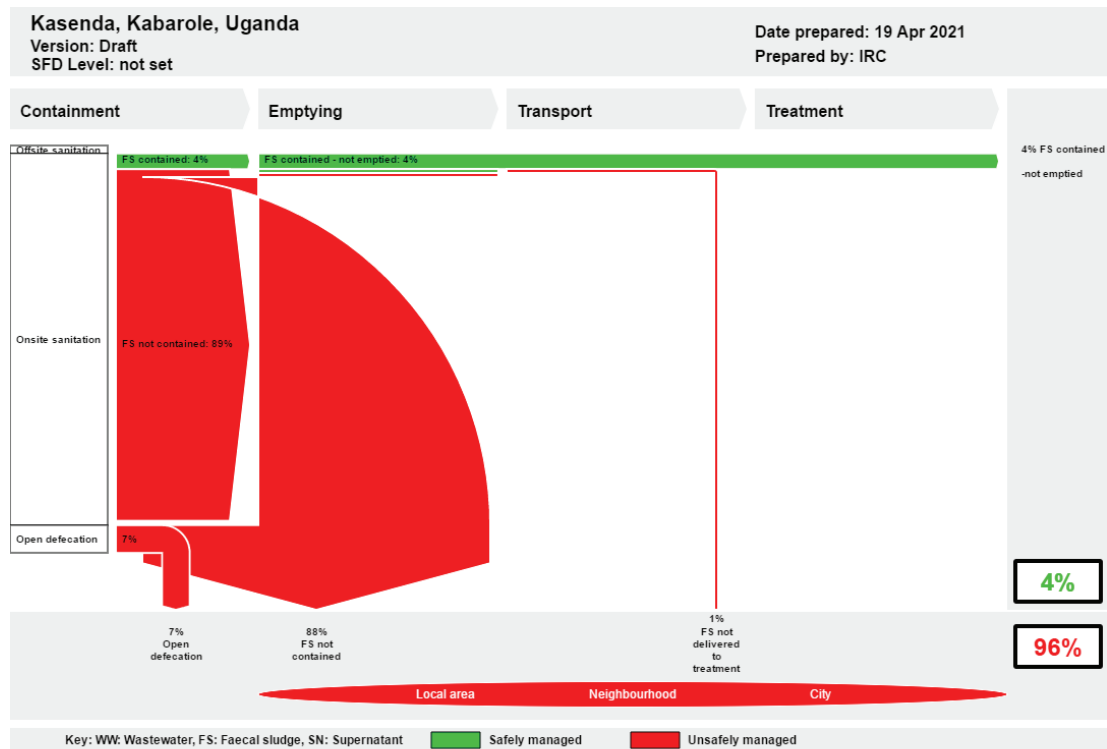 Kasenda, Kabarole, Uganda
Version: Draft
SFD Level: not set
Date prepared: 19 Apr 2021
Prepared by: IRC
Containment
Emptying
Transport
Treatment
Offsite sanitation
FS contained: 4%
FS contained - not emptied: 4%
4% FS contained
-not emptied
Onsite sanitation
FS not contained: 89%
Open defecation
7%
4%
7%
Open
defecation
88%
FS not
contained
1%
FS not
delivered
to
treatment
96%
Local area
Neighbourhood
City
Key: WW: Wastewater, FS: Faecal sludge, SN: Supernatant
Safely managed
Unsafely managed